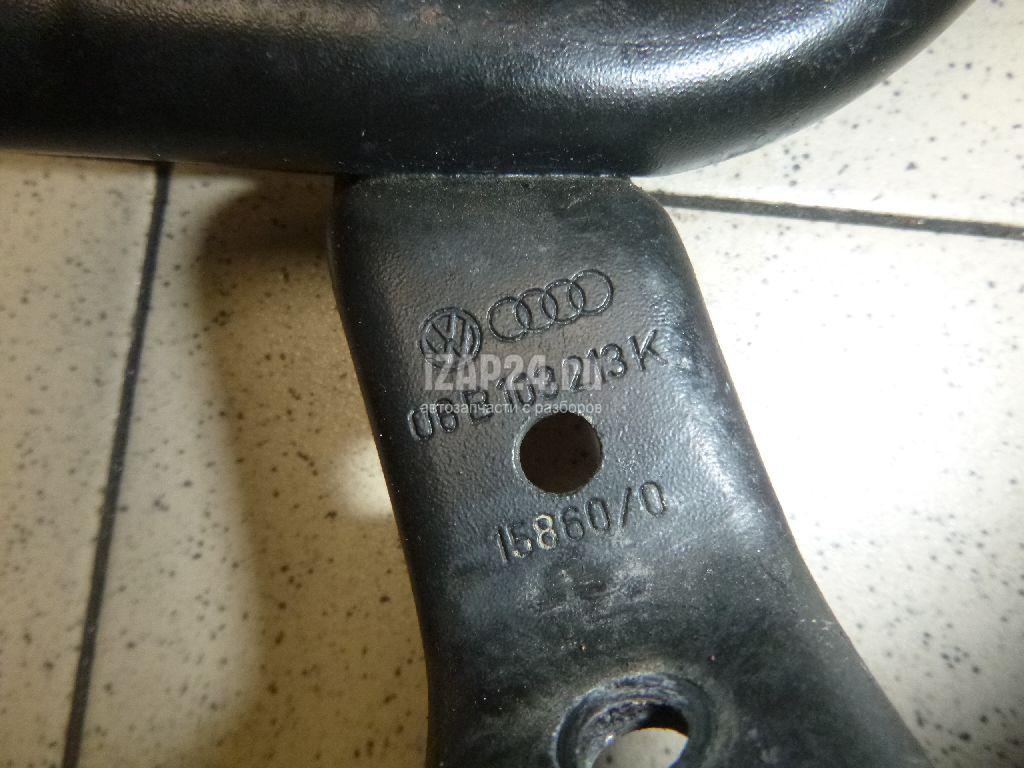 06B 103 213 K
IZAP24.ru
автозапчасти с разборов
15860/0